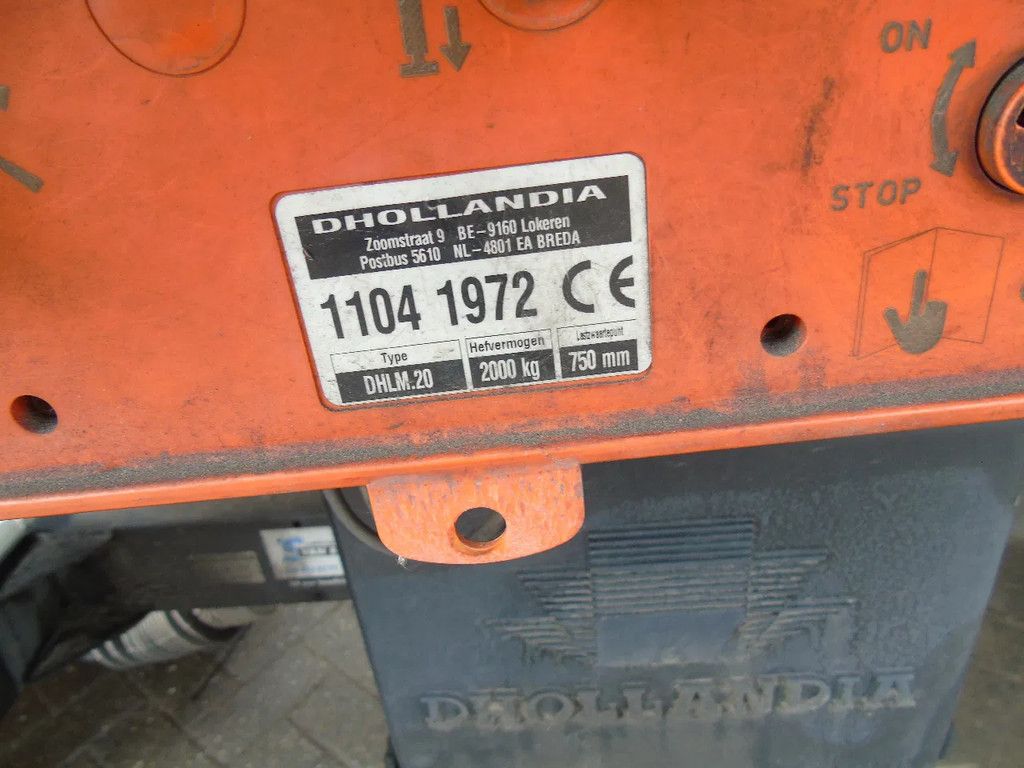 ON
STOP
DHOLLANDIA
Zoomstraat 9 BE-9160 Lokeren
Postbus 5610 NL-4801 EA BREDA
1104 1972 CE
Type Hefvermogen Lastzwaartepunt
DHLM.20 2000 kg 750 mm
DHOLLANDIA